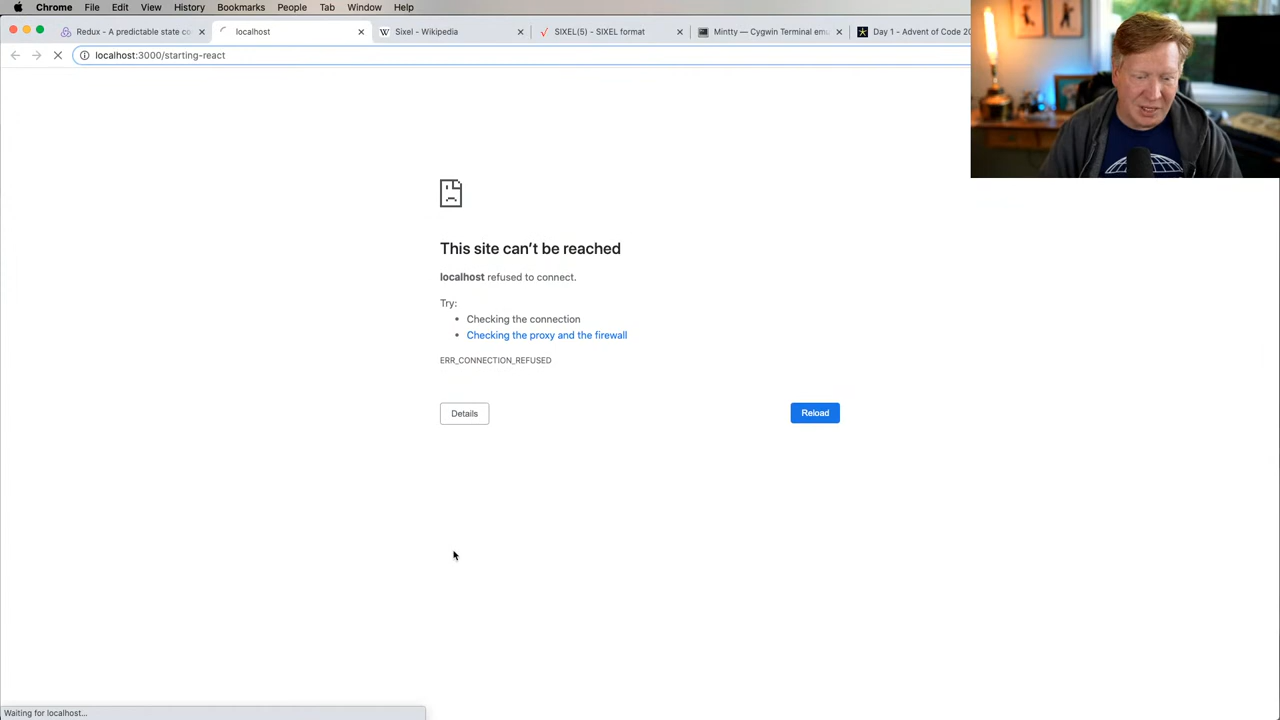 Chrome File Edit View History Bookmarks People Tab Window Help
Redux - A predictable state co
localhost
Sixel - Wikipedia
SIXEL(5) - SIXEL format
Mintty — Cygwin Terminal emu
Day 1 - Advent of Code 20
localhost:3000/starting-react
This site can’t be reached
localhost refused to connect.
Try:
• Checking the connection
• Checking the proxy and the firewall
ERR_CONNECTION_REFUSED
Details
Reload
Waiting for localhost...